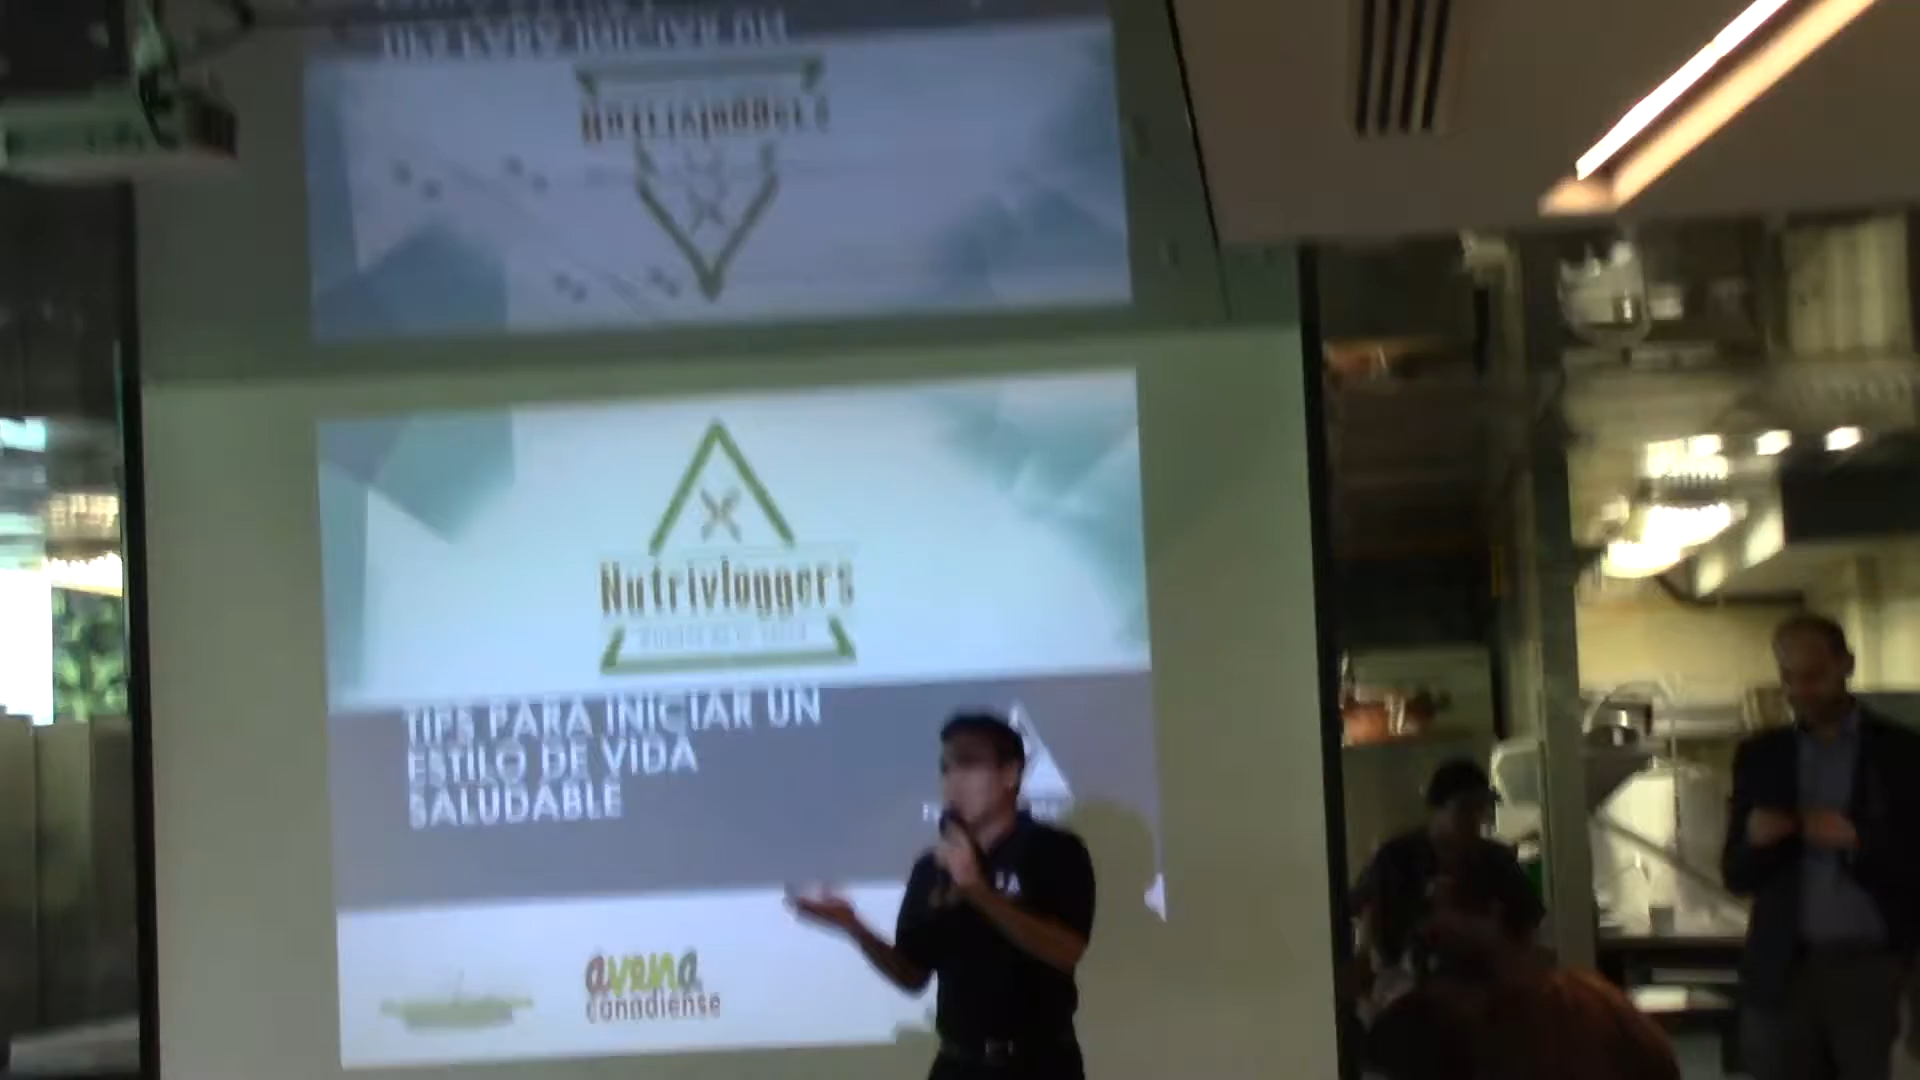 Nutrivloggers
TIPS PARA INICIAR UN
ESTILO DE VIDA
SALUDABLE
avena
canadiense